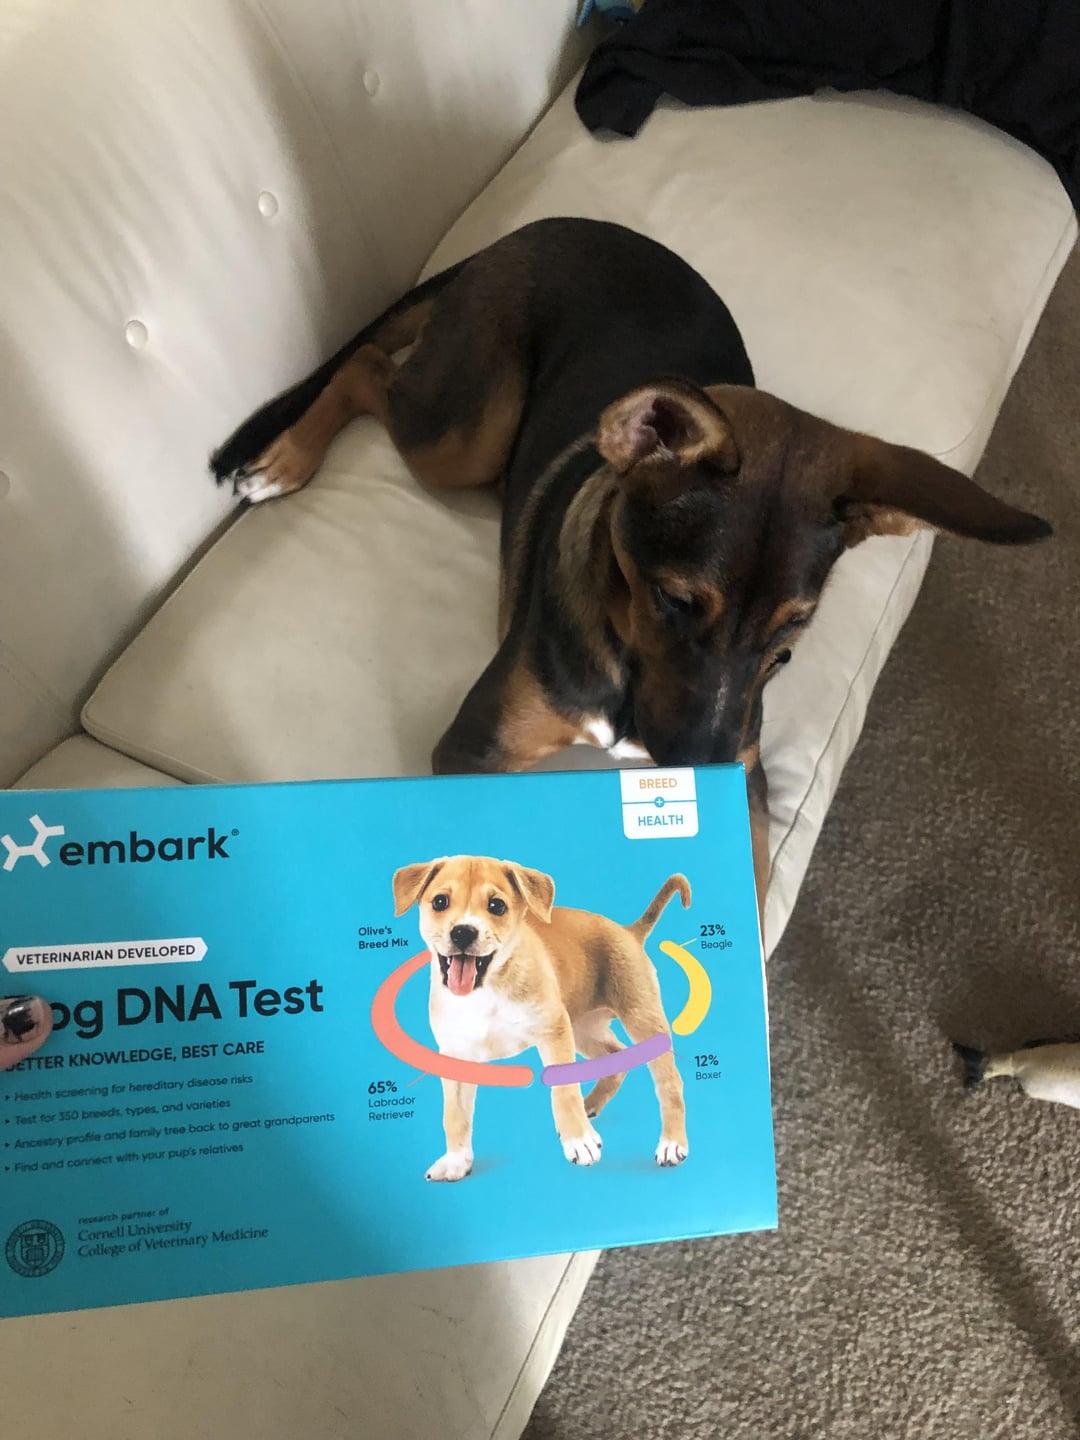 embark®
BREED
+
HEALTH
VETERINARIAN DEVELOPED
DNA Test
KNOWLEDGE, BEST CARE
▸ Health screening for hereditary disease risks
▸ Test for 350 breeds, types, and varieties
▸ Ancestry profile and family tree back to great grandparents
▸ Find and connect with your pup's relatives
research partner of
Cornell University
College of Veterinary Medicine
Olive's
Breed Mix
23%
Beagle
12%
Boxer
65%
Labrador
Retriever